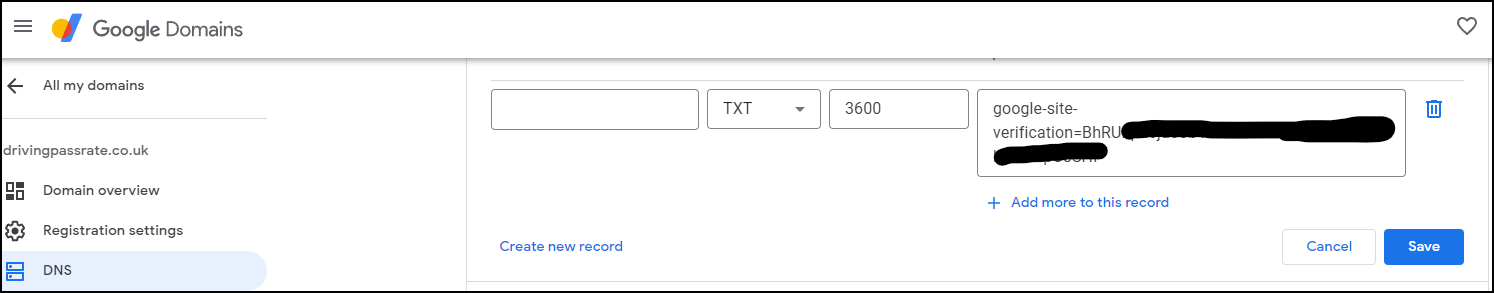 Google Domains
All my domains
drivingpassrate.co.uk
Domain overview
Registration settings
DNS
TXT
3600
google-site-
verification=BhRU
Add more to this record
Create new record
Cancel
Save